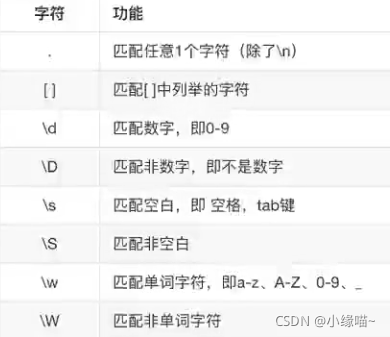 字符 功能
. 匹配任意1个字符（除了\n）
[ ] 匹配[ ]中列举的字符
\d 匹配数字，即0-9
\D 匹配非数字，即不是数字
\s 匹配空白，即 空格，tab键
\S 匹配非空白
\w 匹配单词字符，即a-z、A-Z、0-9、_
\W 匹配非单词字符
CSDN @小缘喵~